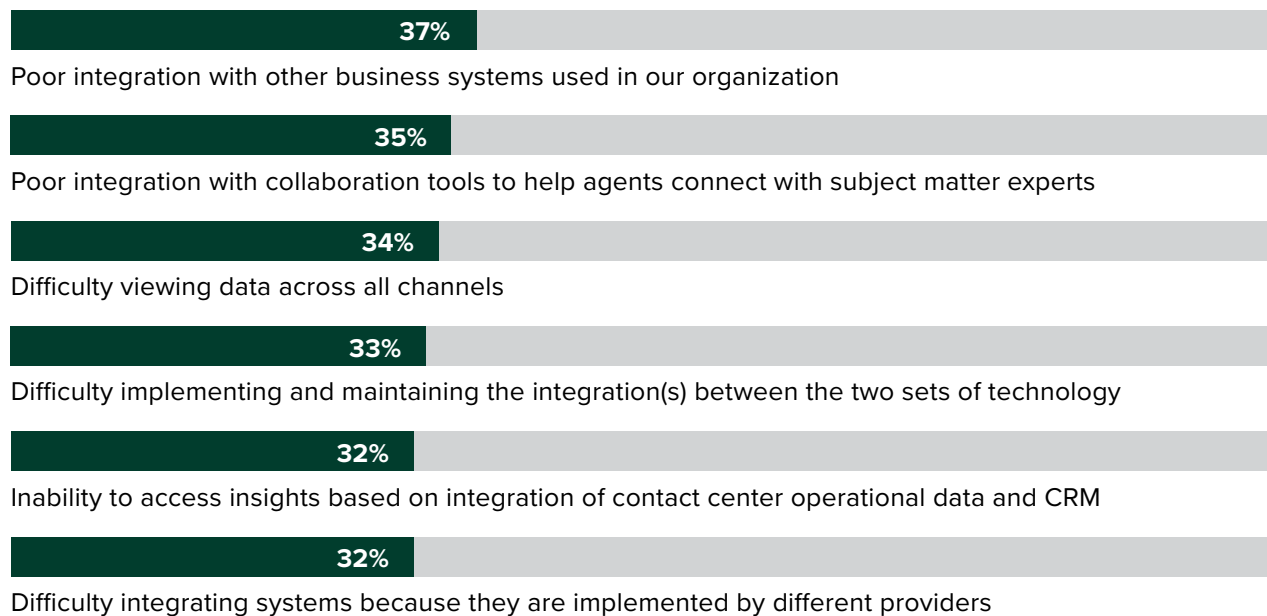 37%
Poor integration with other business systems used in our organization
35%
Poor integration with collaboration tools to help agents connect with subject matter experts
34%
Difficulty viewing data across all channels
33%
Difficulty implementing and maintaining the integration(s) between the two sets of technology
32%
Inability to access insights based on integration of contact center operational data and CRM
32%
Difficulty integrating systems because they are implemented by different providers